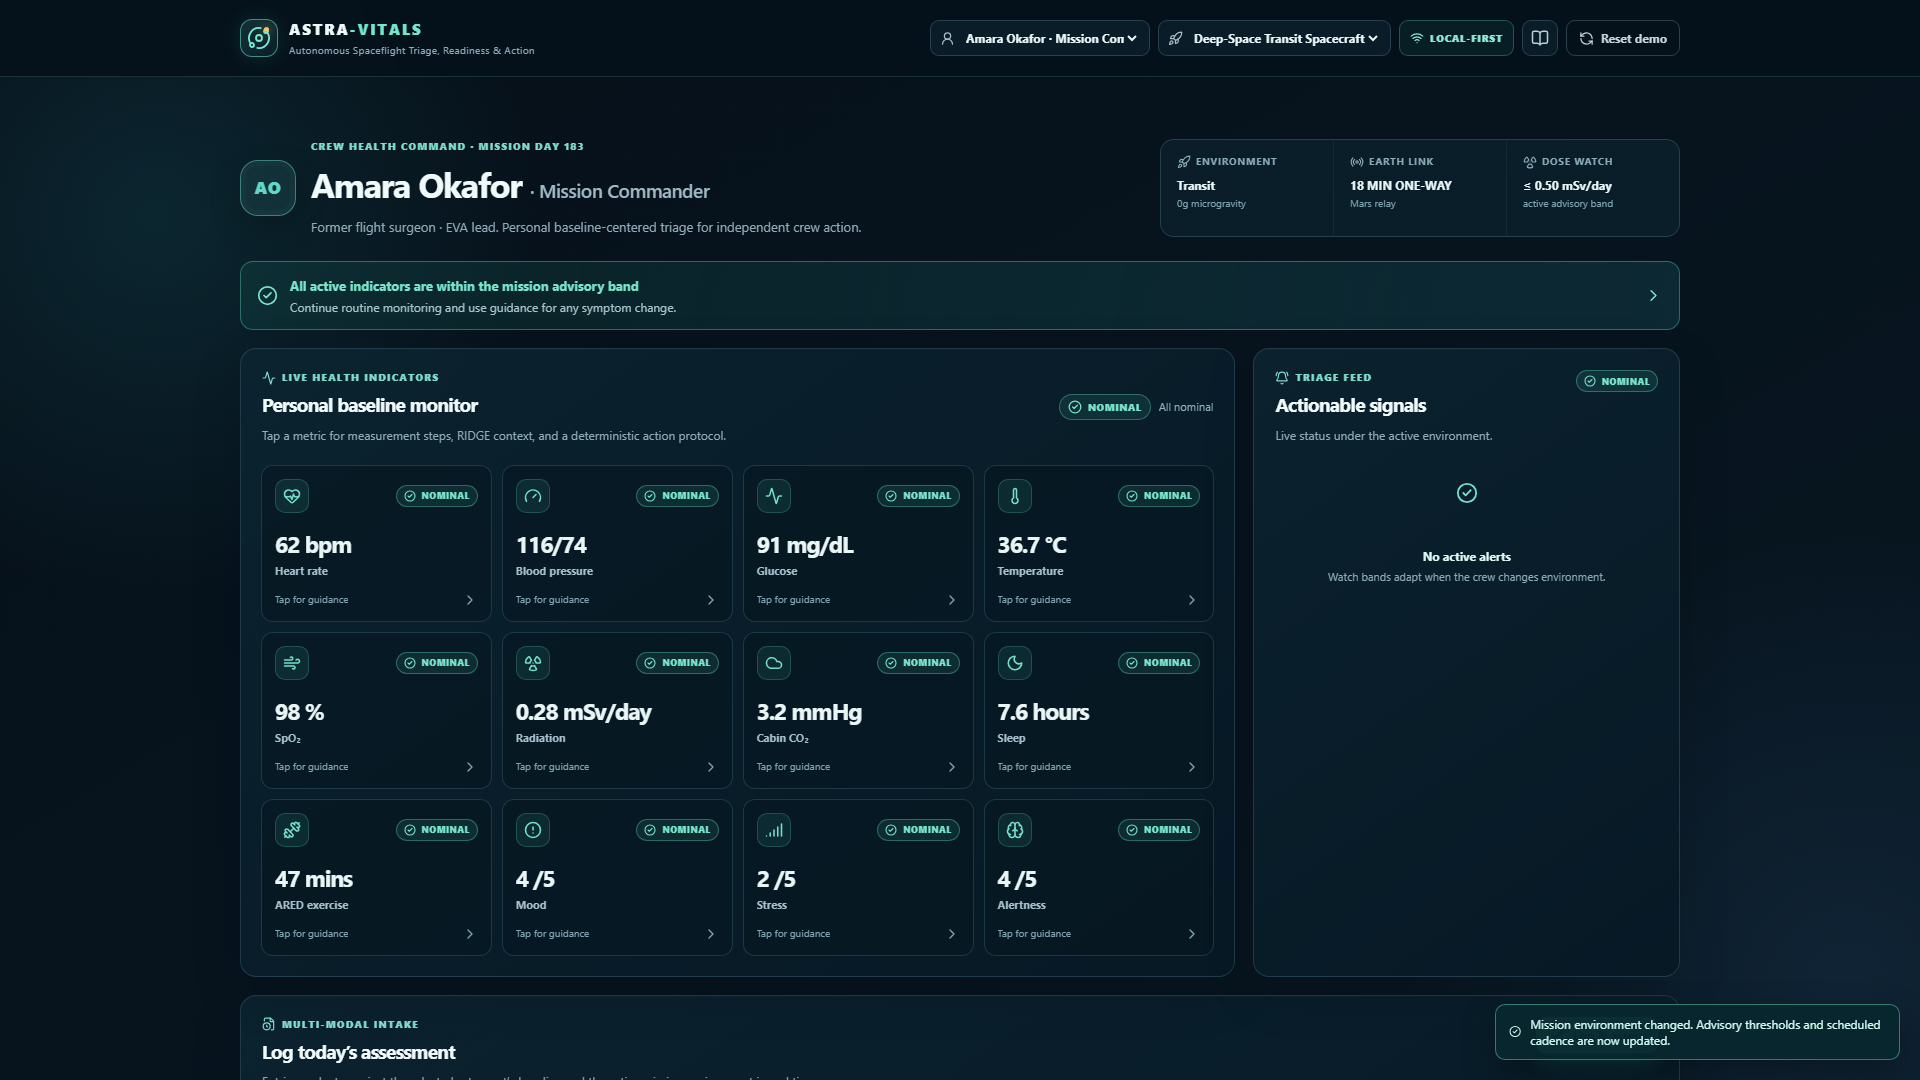 ASTRA-VITALS
Autonomous Spaceflight Triage, Readiness & Action
Amara Okafor · Mission Con
Deep-Space Transit Spacecraft
LOCAL-FIRST
Reset demo
CREW HEALTH COMMAND · MISSION DAY 183
AO
Amara Okafor · Mission Commander
Former flight surgeon · EVA lead. Personal baseline-centered triage for independent crew action.
ENVIRONMENT
Transit
0g microgravity
EARTH LINK
18 MIN ONE-WAY
Mars relay
DOSE WATCH
≤ 0.50 mSv/day
active advisory band
All active indicators are within the mission advisory band
Continue routine monitoring and use guidance for any symptom change.
LIVE HEALTH INDICATORS
Personal baseline monitor
Tap a metric for measurement steps, RIDGE context, and a deterministic action protocol.
NOMINAL
All nominal
NOMINAL
62 bpm
Heart rate
Tap for guidance
NOMINAL
116/74
Blood pressure
Tap for guidance
NOMINAL
91 mg/dL
Glucose
Tap for guidance
NOMINAL
36.7 °C
Temperature
Tap for guidance
NOMINAL
98 %
SpO₂
Tap for guidance
NOMINAL
0.28 mSv/day
Radiation
Tap for guidance
NOMINAL
3.2 mmHg
Cabin CO₂
Tap for guidance
NOMINAL
7.6 hours
Sleep
Tap for guidance
NOMINAL
47 mins
ARED exercise
Tap for guidance
NOMINAL
4 /5
Mood
Tap for guidance
NOMINAL
2 /5
Stress
Tap for guidance
NOMINAL
4 /5
Alertness
Tap for guidance
TRIAGE FEED
Actionable signals
NOMINAL
Live status under the active environment.
No active alerts
Watch bands adapt when the crew changes environment.
MULTI-MODAL INTAKE
Log today's assessment
Mission environment changed. Advisory thresholds and scheduled
cadence are now updated.